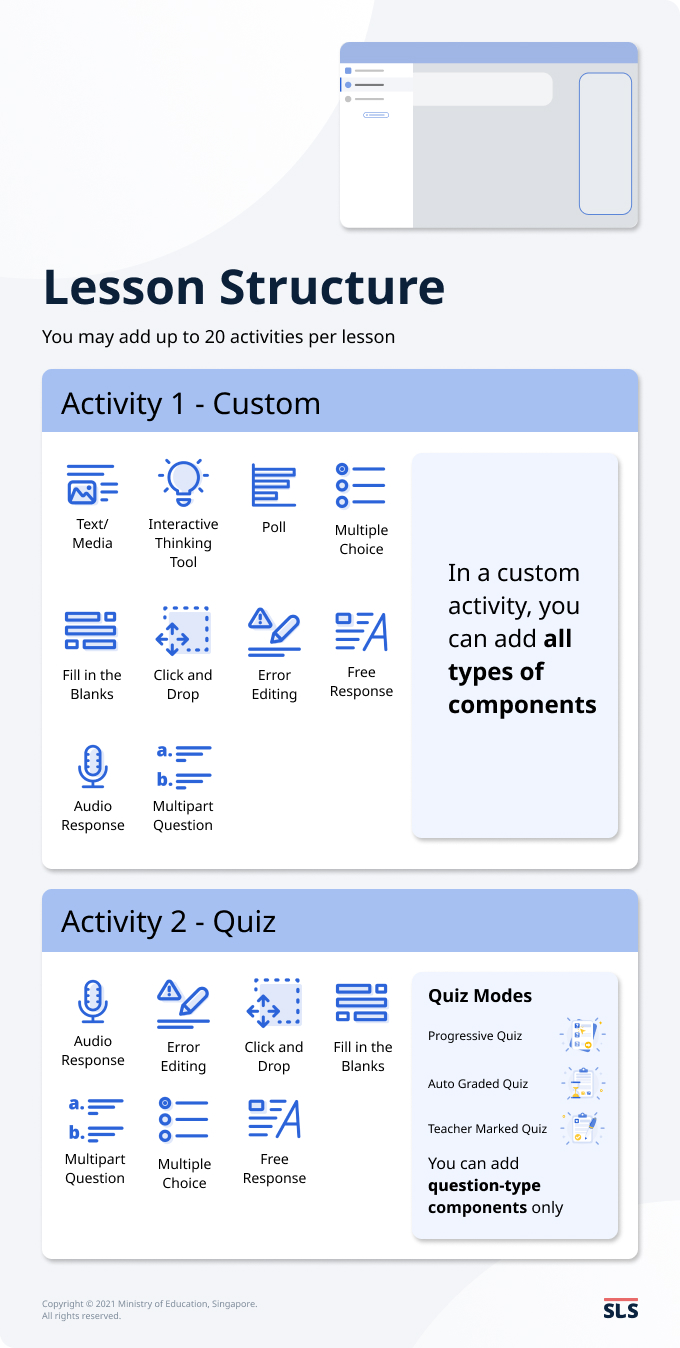 Lesson Structure
You may add up to 20 activities per lesson
Activity 1 - Custom
Text/
Media
Interactive
Thinking
Tool
Poll
Multiple
Choice
Fill in the
Blanks
Click and
Drop
Error
Editing
Free
Response
Audio
Response
a.
b.
Multipart
Question
In a custom
activity, you
can add all
types of
components
Activity 2 - Quiz
Audio
Response
Error
Editing
Click and
Drop
Fill in the
Blanks
a.
b.
Multipart
Question
Multiple
Choice
Free
Response
Quiz Modes
Progressive Quiz
Auto Graded Quiz
Teacher Marked Quiz
You can add
question-type
components only
Copyright © 2021 Ministry of Education, Singapore.
All rights reserved.
SLS